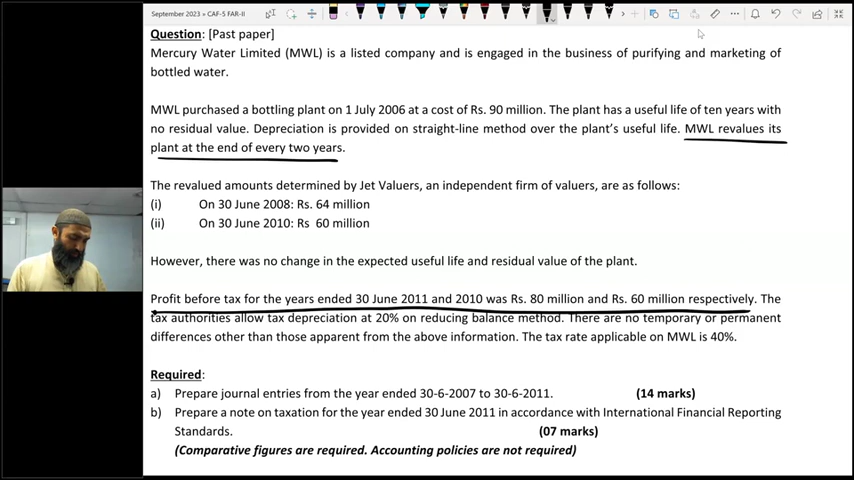 September 2023 » CAF-5 FAR-II
Question: [Past paper]
Mercury Water Limited (MWL) is a listed company and is engaged in the business of purifying and marketing of
bottled water.
MWL purchased a bottling plant on 1 July 2006 at a cost of Rs. 90 million. The plant has a useful life of ten years with
no residual value. Depreciation is provided on straight-line method over the plant's useful life. MWL revalues its
plant at the end of every two years.
The revalued amounts determined by Jet Valuers, an independent firm of valuers, are as follows:
(i) On 30 June 2008: Rs. 64 million
(ii) On 30 June 2010: Rs 60 million
However, there was no change in the expected useful life and residual value of the plant.
Profit before tax for the years ended 30 June 2011 and 2010 was Rs. 80 million and Rs. 60 million respectively. The
tax authorities allow tax depreciation at 20% on reducing balance method. There are no temporary or permanent
differences other than those apparent from the above information. The tax rate applicable on MWL is 40%.
Required:
a) Prepare journal entries from the year ended 30-6-2007 to 30-6-2011. (14 marks)
b) Prepare a note on taxation for the year ended 30 June 2011 in accordance with International Financial Reporting
Standards. (07 marks)
(Comparative figures are required. Accounting policies are not required)